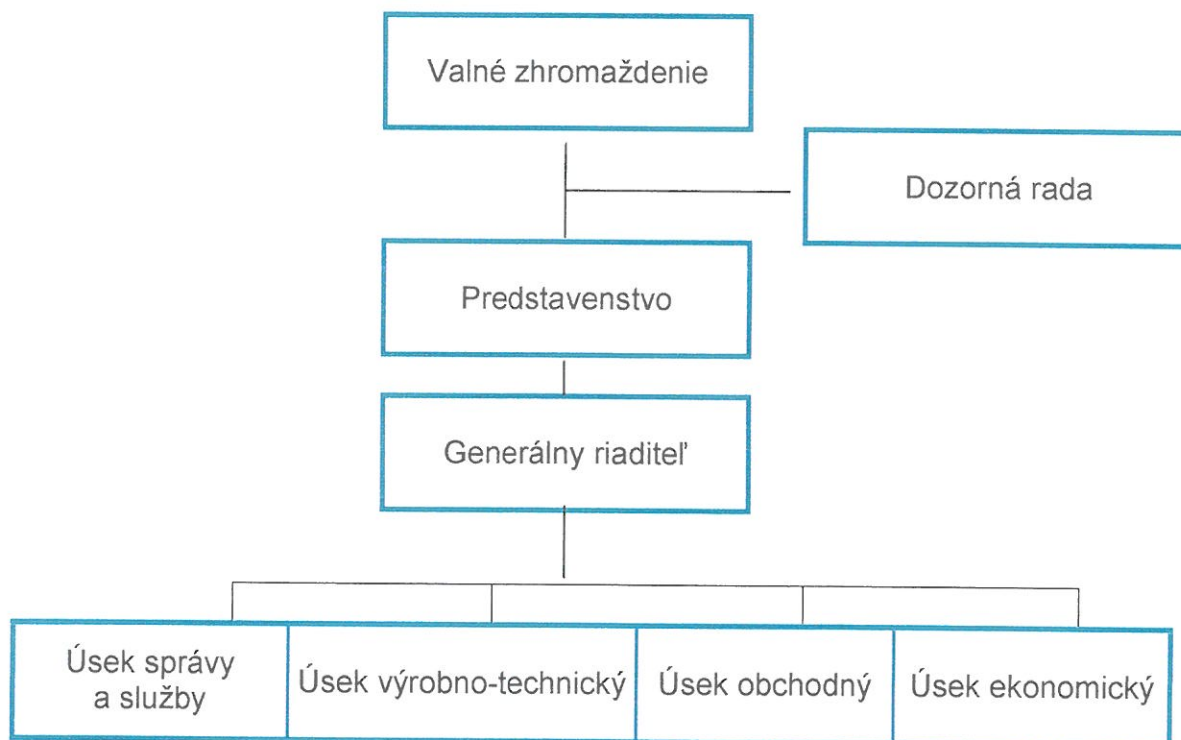 Valné zhromaždenie
Dozorná rada
Predstavenstvo
Generálny riaditeľ
Úsek správy
a služby
Úsek výrobno-technický
Úsek obchodný
Úsek ekonomický